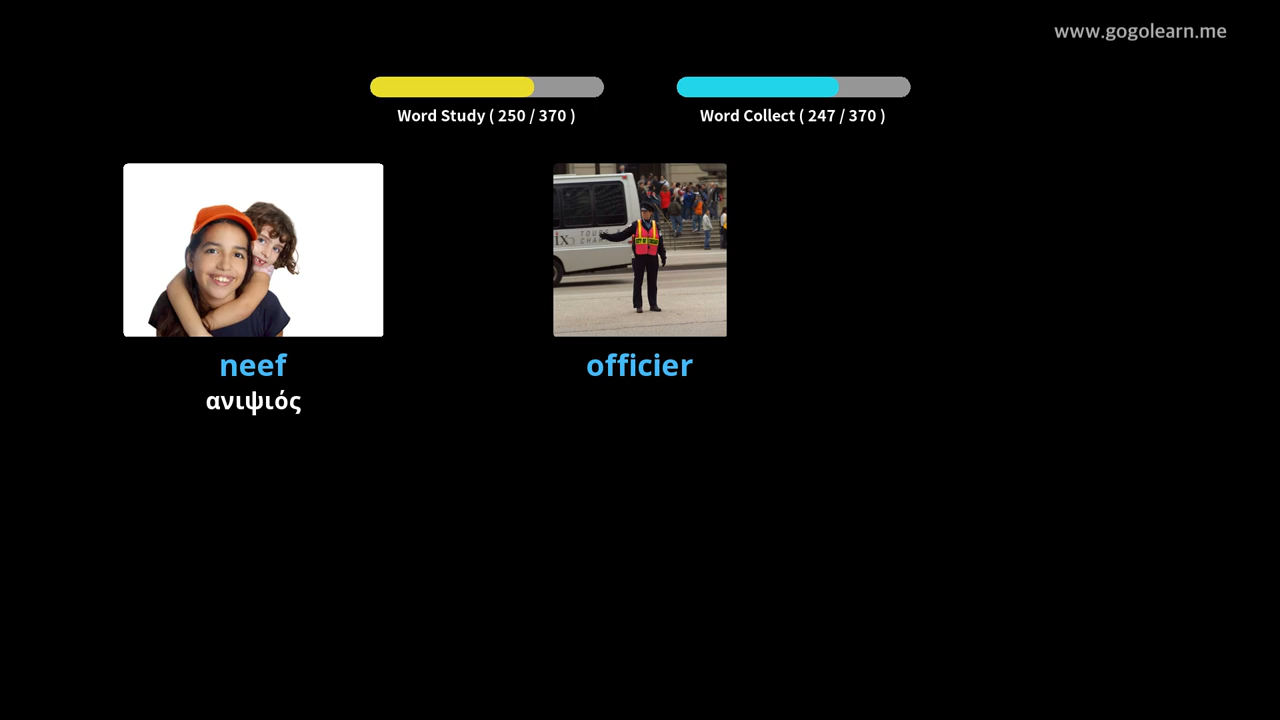 www.gogolearn.me
Word Study ( 250 / 370 )
Word Collect ( 247 / 370 )
neef
ανιψιός
officier